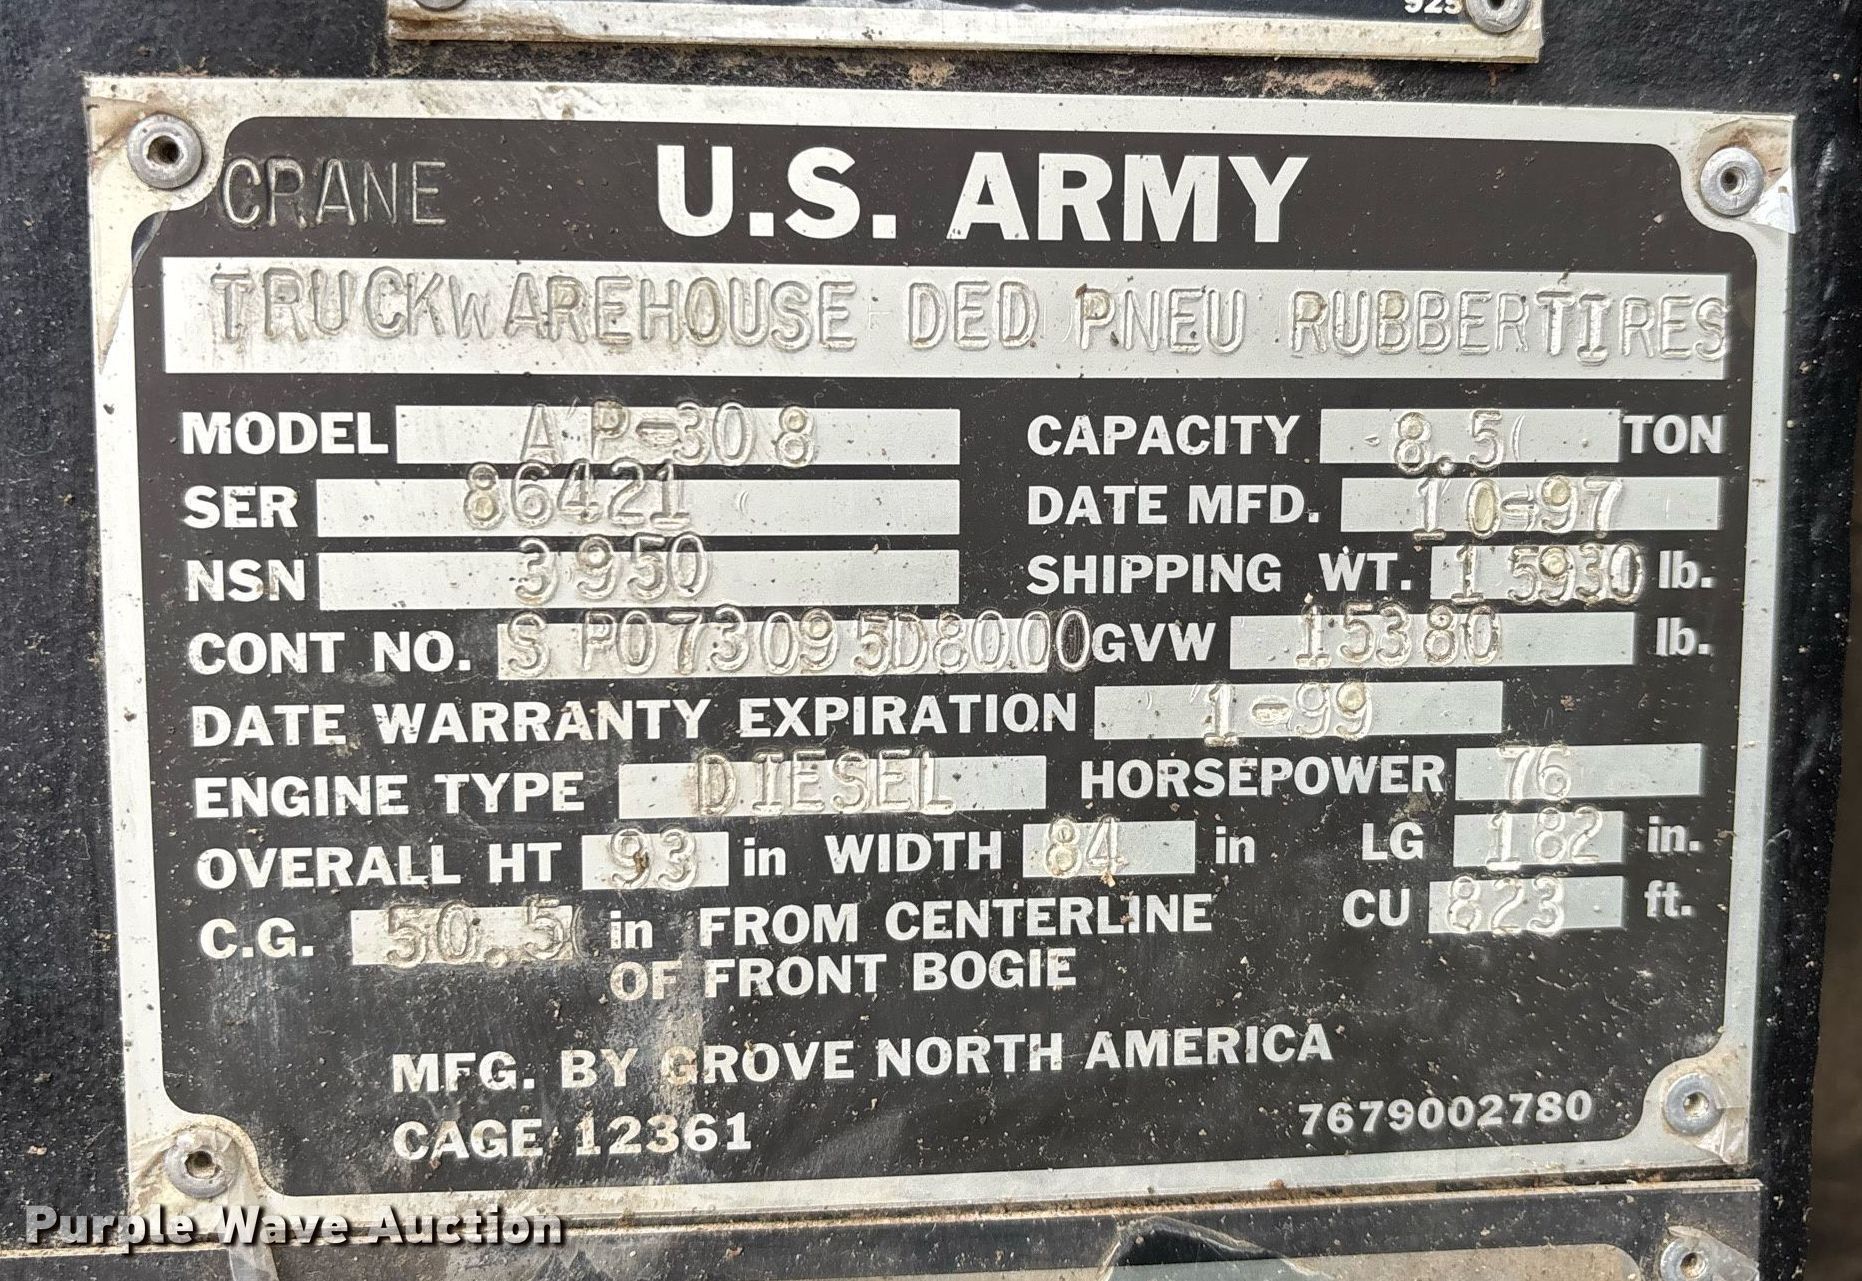 925
CRANE U.S. ARMY
TRUCKWAREHOUSE DED PNEU RUBBERTIRES
MODEL AP-308 CAPACITY 8.5 TON
SER 86421 DATE MFD. 10-97
NSN 3950 SHIPPING WT. 15930 lb.
CONT NO. SP073095D8000 GVW 15380 lb.
DATE WARRANTY EXPIRATION 1-99
ENGINE TYPE DIESEL HORSEPOWER 76
OVERALL HT 93 in WIDTH 84 in LG 182 in.
C.G. 50.5 in FROM CENTERLINE CU 823 ft.
OF FRONT BOGIE
MFG. BY GROVE NORTH AMERICA
CAGE 12361 7679002780
Purple Wave Auction